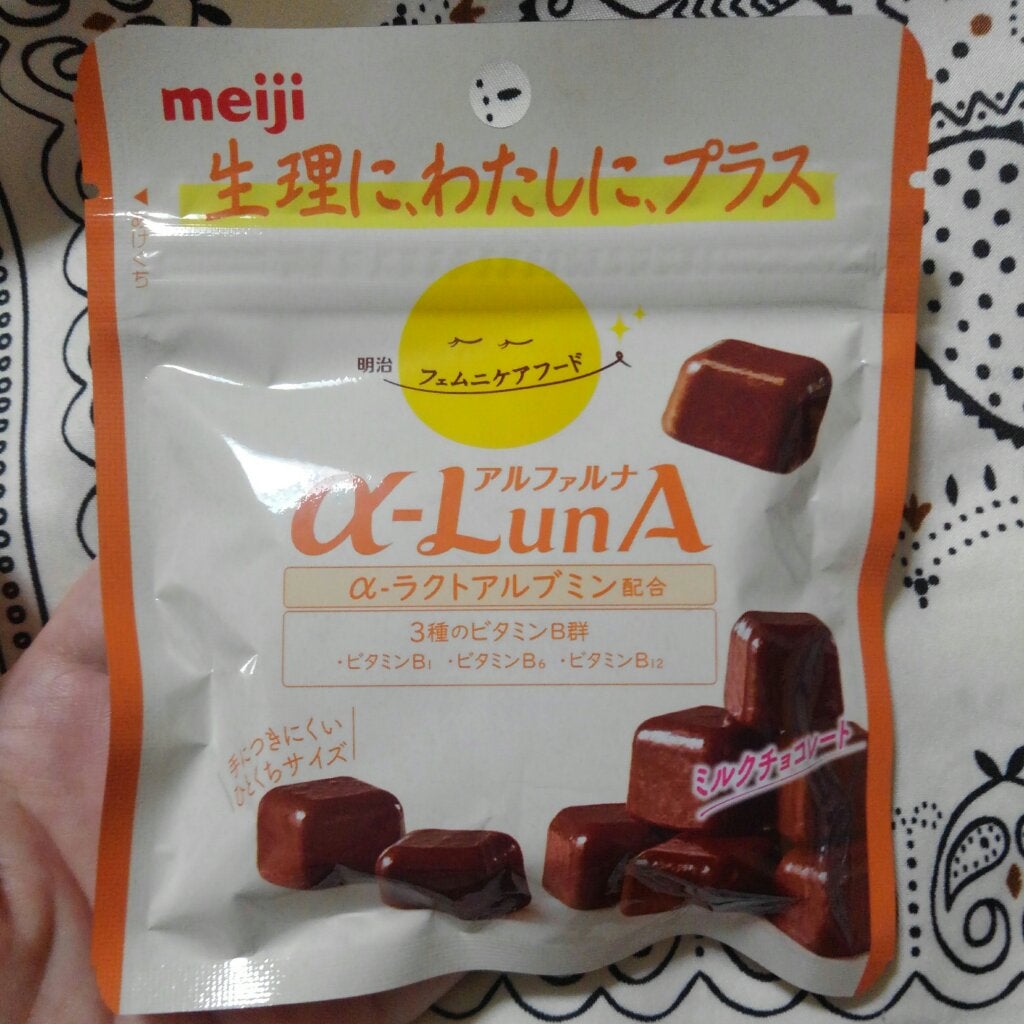 meiji
生理に、わたしに、プラス
◀あけくち
明治
フェムニケアフード
アルファルナ
α-LunA
α-ラクトアルブミン配合
3種のビタミンB群
・ビタミンB₁ ・ビタミンB₆ ・ビタミンB₁₂
手につきにくい
ひとくちサイズ
ミルクチョコレート